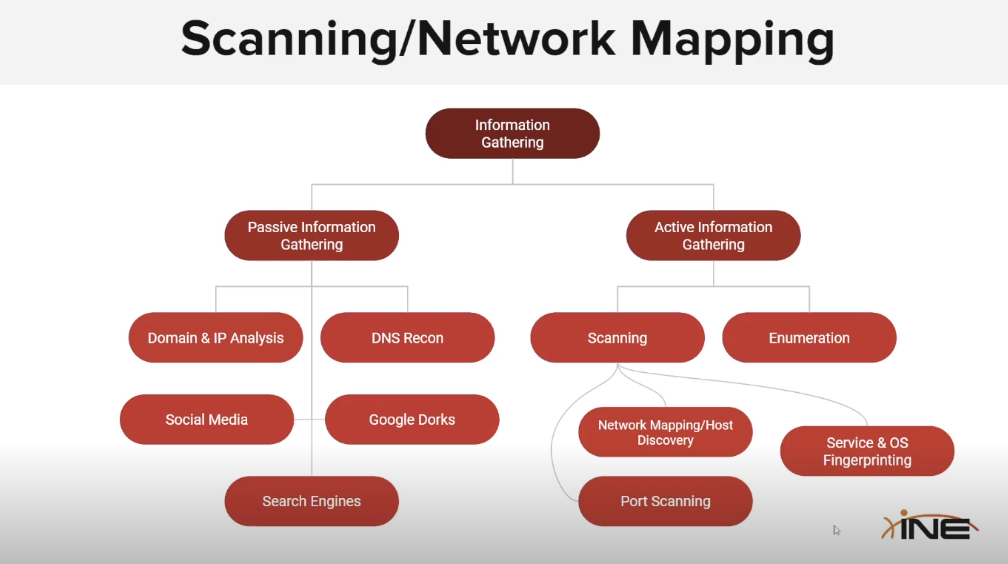 Scanning/Network Mapping
Information
Gathering
Passive Information
Gathering
Active Information
Gathering
Domain & IP Analysis
DNS Recon
Scanning
Enumeration
Social Media
Google Dorks
Network Mapping/Host
Discovery
Service & OS
Fingerprinting
Search Engines
Port Scanning
INE